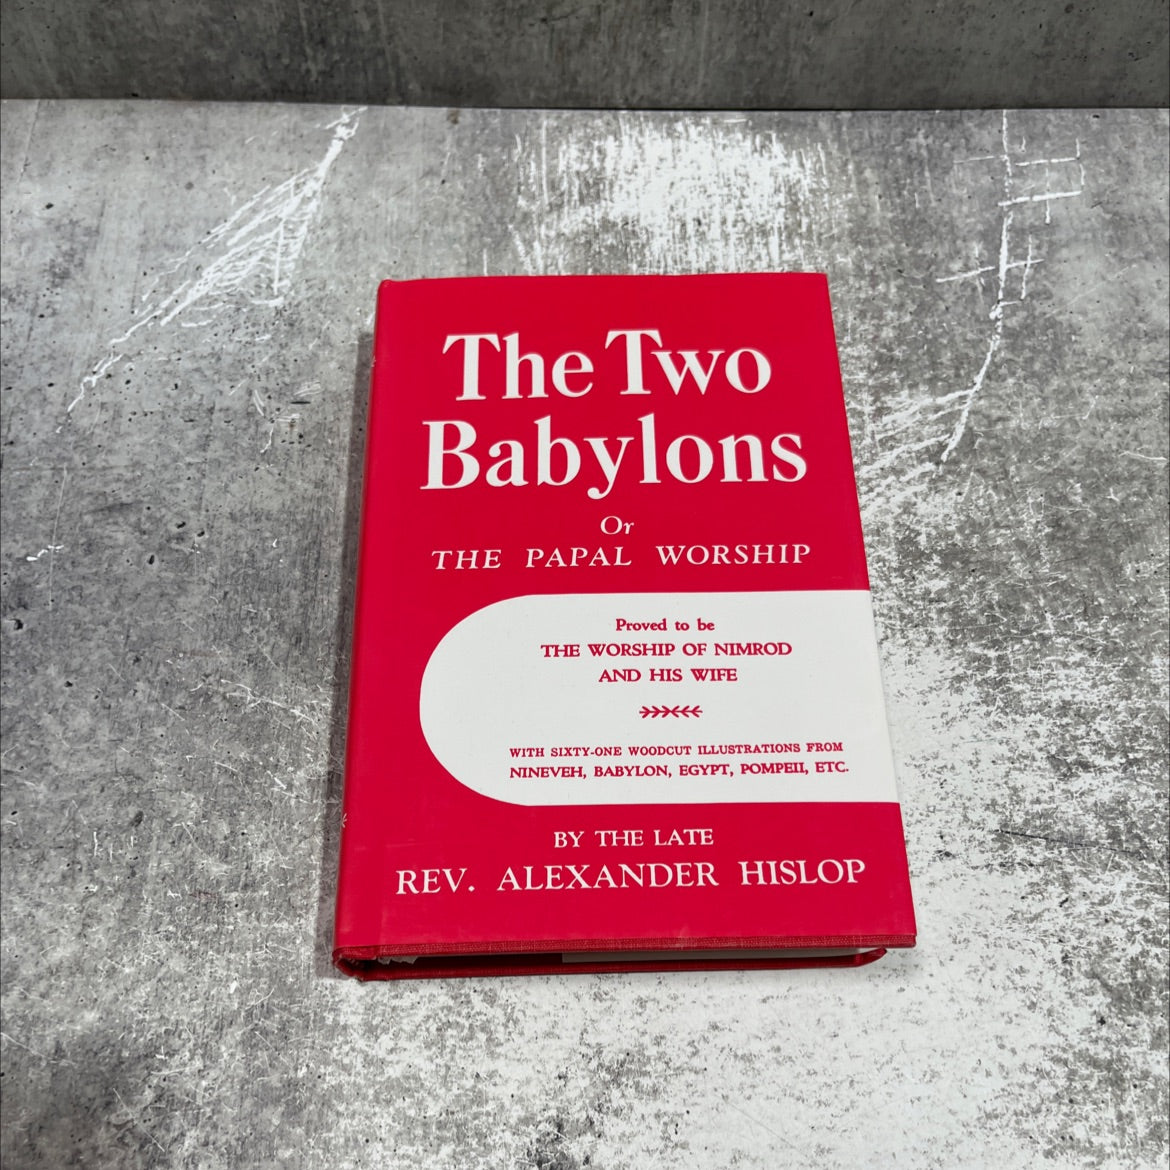 The Two
Babylons
Or
THE PAPAL WORSHIP
Proved to be
THE WORSHIP OF NIMROD
AND HIS WIFE
WITH SIXTY-ONE WOODCUT ILLUSTRATIONS FROM
NINEVEH, BABYLON, EGYPT, POMPEII, ETC.
BY THE LATE
REV. ALEXANDER HISLOP